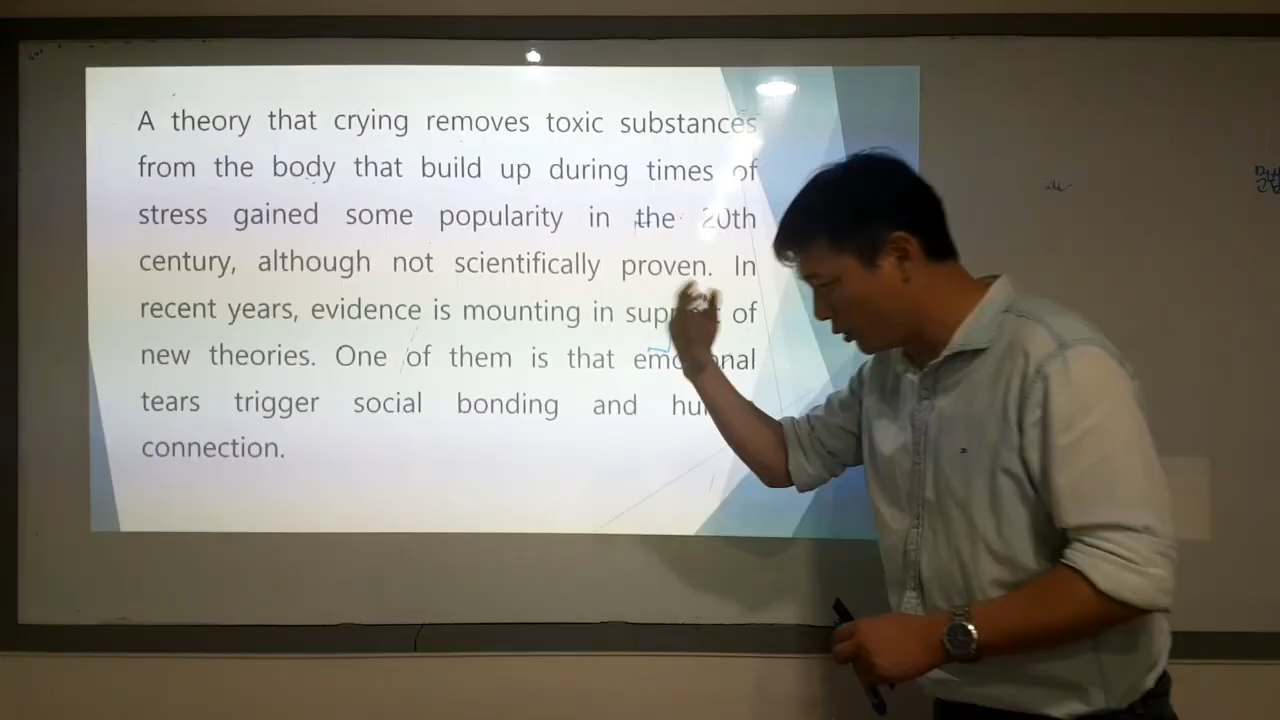 A theory that crying removes toxic substances
from the body that build up during times of
stress gained some popularity in the 20th
century, although not scientifically proven. In
recent years, evidence is mounting in of
new theories. One of them is that
tears trigger social bonding and
connection.